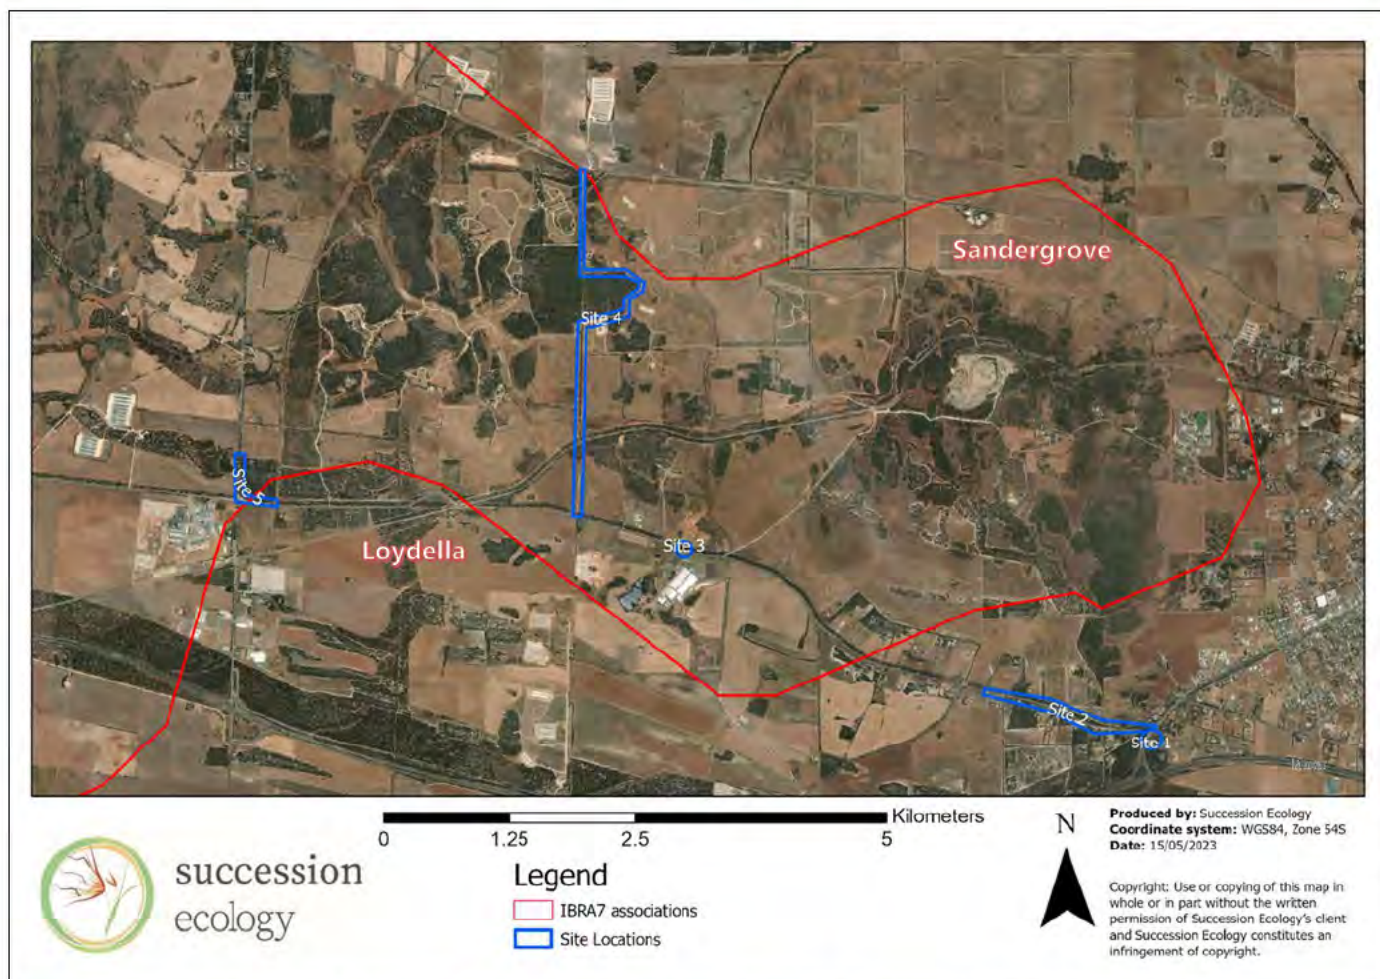 Sandergrove
Site 4
Site 5
Loydella
Site 3
Site 2
Site 1
Kilometers
0 1.25 2.5 5
succession
ecology
Legend
IBRA7 associations
Site Locations
N
Produced by: Succession Ecology
Coordinate system: WGS84, Zone 54S
Date: 15/05/2023
Copyright: Use or copying of this map in
whole or in part without the written
permission of Succession Ecology's client
and Succession Ecology constitutes an
infringement of copyright.